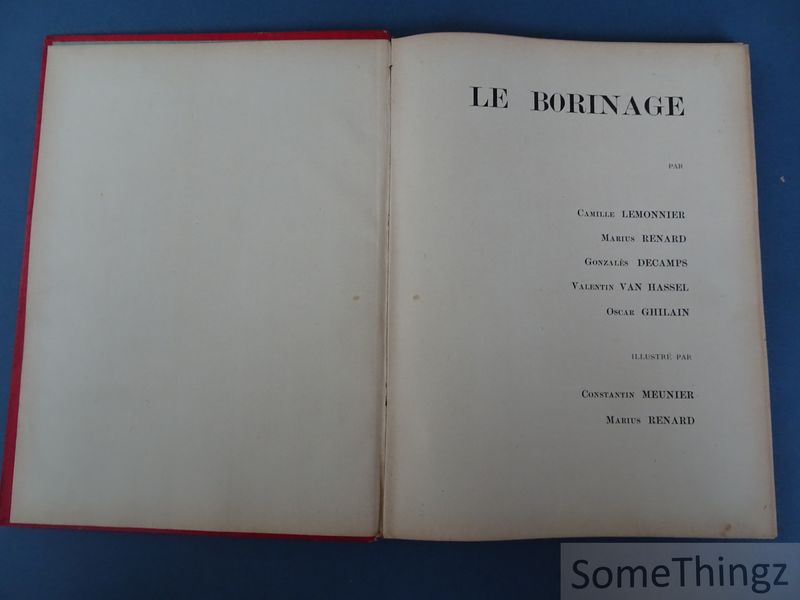 LE BORINAGE
PAR
CAMILLE LEMONNIER
MARIUS RENARD
GONZALÈS DECAMPS
VALENTIN VAN HASSEL
OSCAR GHILAIN
ILLUSTRÉ PAR
CONSTANTIN MEUNIER
MARIUS RENARD
SomeThingz